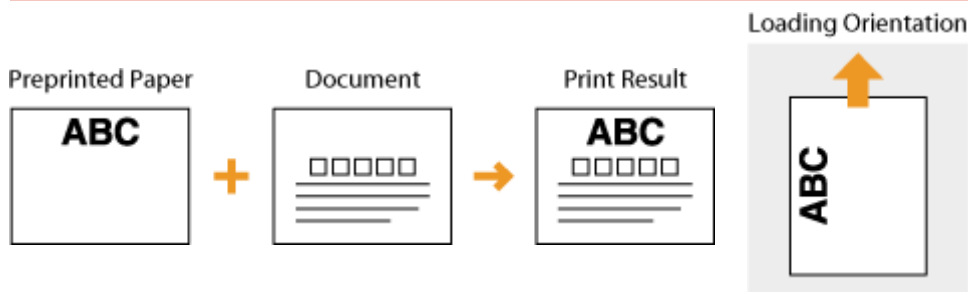 Loading Orientation
Preprinted Paper
Document
Print Result
ABC
ABC
ABC